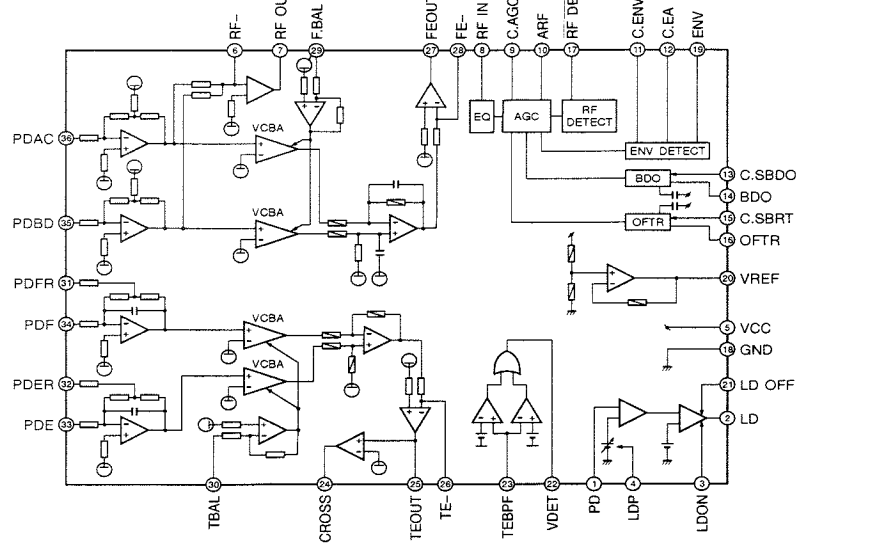 RF-
RF OU
F.BAL
FEOUT
FE-
RF IN
C.AGC
ARF
RF DE
C.ENV
C.EA
ENV
6
7
29
27
28
8
9
10
17
11
12
19
PDAC 36
VCBA
EQ
AGC
RF DETECT
ENV DETECT
13 C.SBDO
BDO
14 BDO
PDBD 35
VCBA
15 C.SBRT
OFTR
16 OFTR
PDFR 31
20 VREF
PDF 34
VCBA
5 VCC
18 GND
VCBA
PDER 32
21 LD OFF
2 LD
PDE 33
30
24
25
26
23
22
1
4
3
TBAL
CROSS
TEOUT
TE-
TEBPF
VDET
PD
LDP
LDON